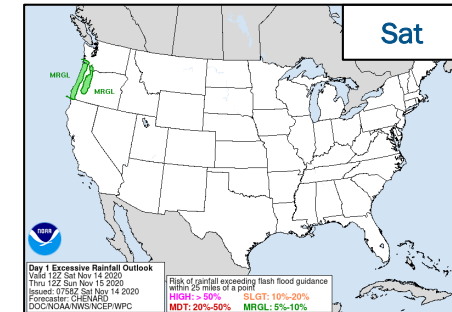 Sat
MRGL
MRGL
NOAA
Day 1 Excessive Rainfall Outlook
Valid 12Z Sat Nov 14 2020
Thru 12Z Sun Nov 15 2020
Issued: 0758Z Sat Nov 14 2020
Forecaster: CHENARD
DOC/NOAA/NWS/NCEP/WPC
Risk of rainfall exceeding flash flood guidance
within 25 miles of a point
HIGH: > 50% SLGT: 10%-20%
MDT: 20%-50% MRGL: 5%-10%